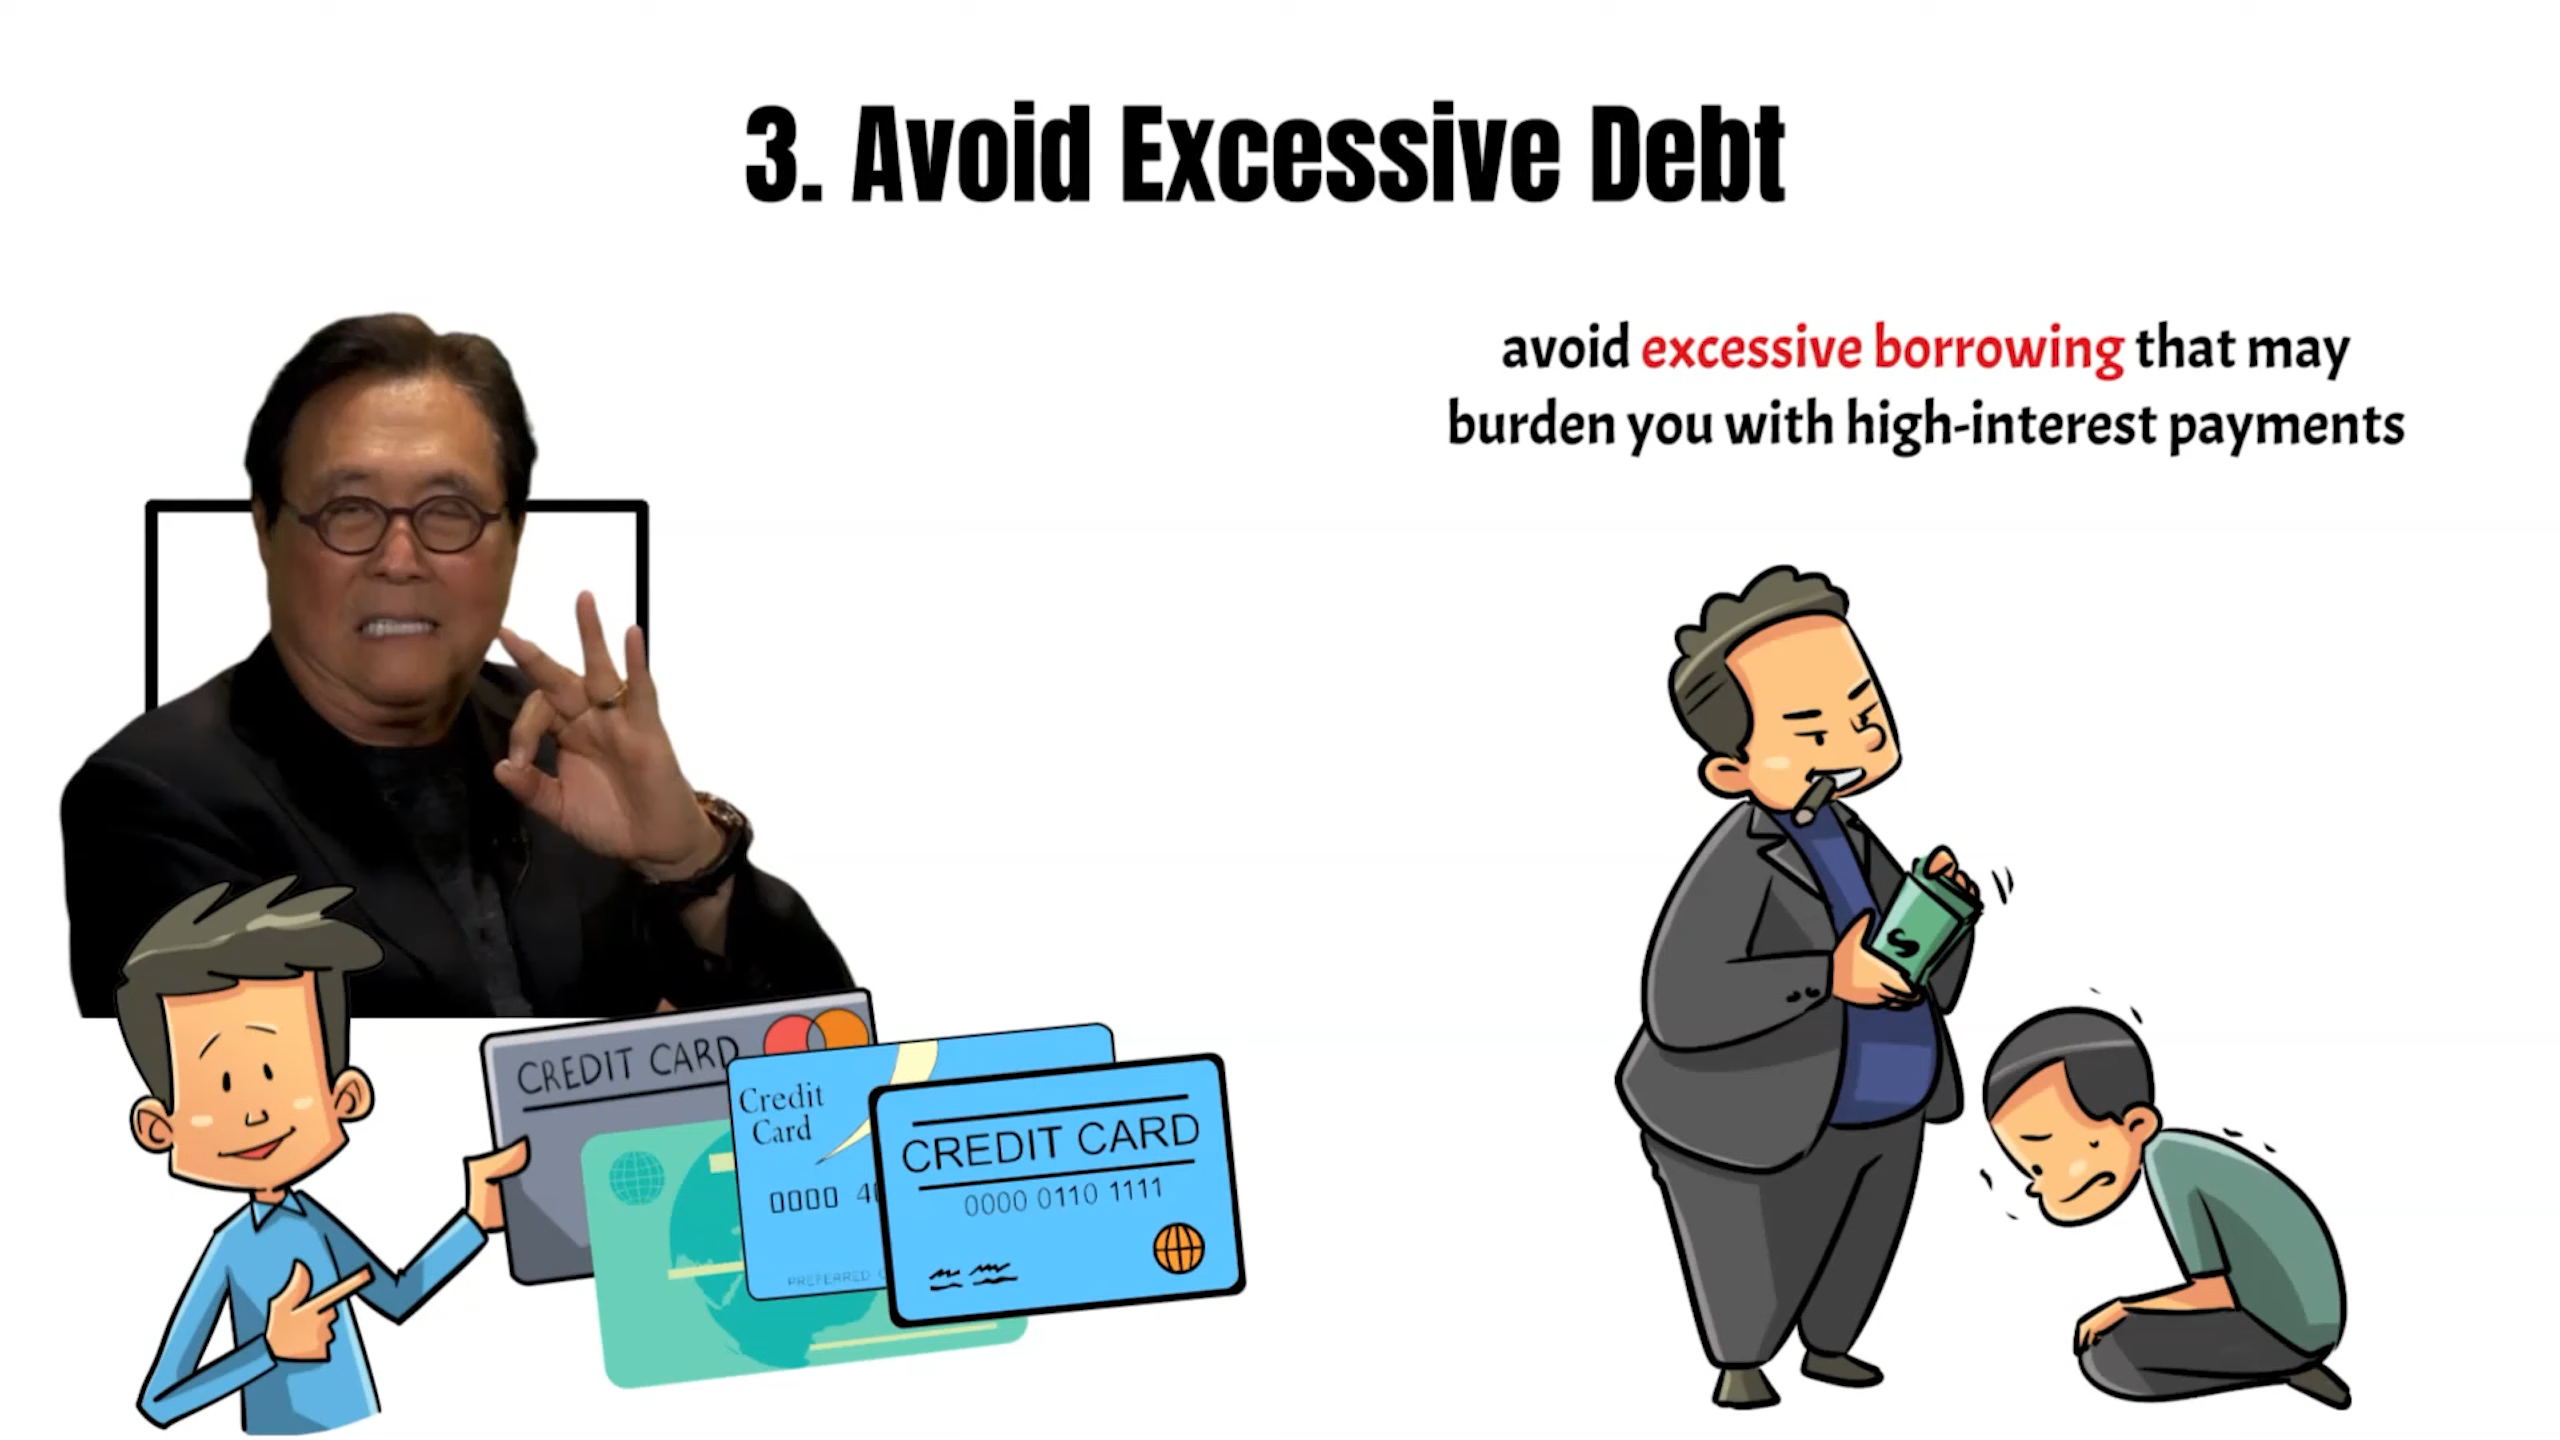 3. Avoid Excessive Debt
avoid excessive borrowing that may
burden you with high-interest payments
CREDIT CARD
Credit
Card
0000 4
PREFERRED
CREDIT CARD
0000 0110 1111
$